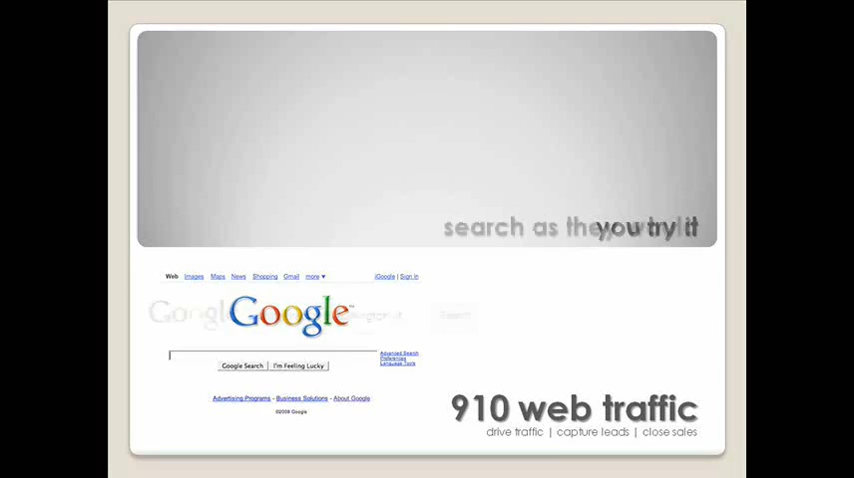 search as they you try it
Web Images Maps News Shopping Gmail more ▼ iGoogle | Sign in
Google™
Advanced Search
Preferences
Language Tools
Google Search I'm Feeling Lucky
Advertising Programs - Business Solutions - About Google
©2008 Google
910 web traffic
drive traffic | capture leads | close sales